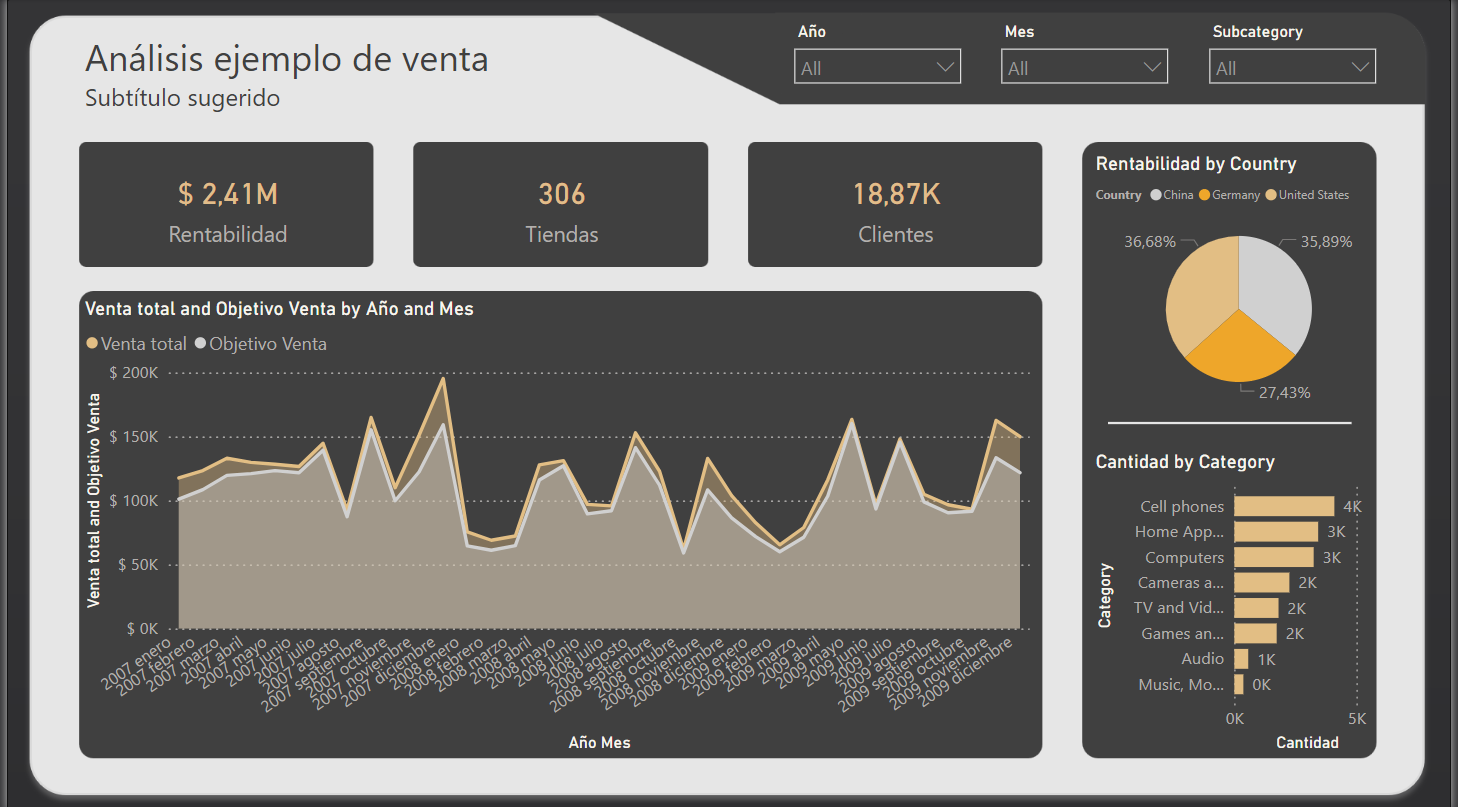 Análisis ejemplo de venta
Subtítulo sugerido
Año
All
Mes
All
Subcategory
All
$ 2,41M
Rentabilidad
306
Tiendas
18,87K
Clientes
Venta total and Objetivo Venta by Año and Mes
Venta total Objetivo Venta
Venta total and Objetivo Venta
$ 200K
$ 150K
$ 100K
$ 50K
$ 0K
2007 enero
2007 febrero
2007 marzo
2007 abril
2007 mayo
2007 junio
2007 julio
2007 agosto
2007 septiembre
2007 octubre
2007 noviembre
2007 diciembre
2008 enero
2008 febrero
2008 marzo
2008 abril
2008 mayo
2008 junio
2008 julio
2008 agosto
2008 septiembre
2008 octubre
2008 noviembre
2008 diciembre
2009 enero
2009 febrero
2009 marzo
2009 abril
2009 mayo
2009 junio
2009 julio
2009 agosto
2009 septiembre
2009 octubre
2009 noviembre
2009 diciembre
Año Mes
Rentabilidad by Country
Country China Germany United States
36,68%
35,89%
27,43%
Cantidad by Category
Category
Cell phones 4K
Home App... 3K
Computers 3K
Cameras a... 2K
TV and Vid... 2K
Games an... 2K
Audio 1K
Music, Mo... 0K
0K 5K
Cantidad